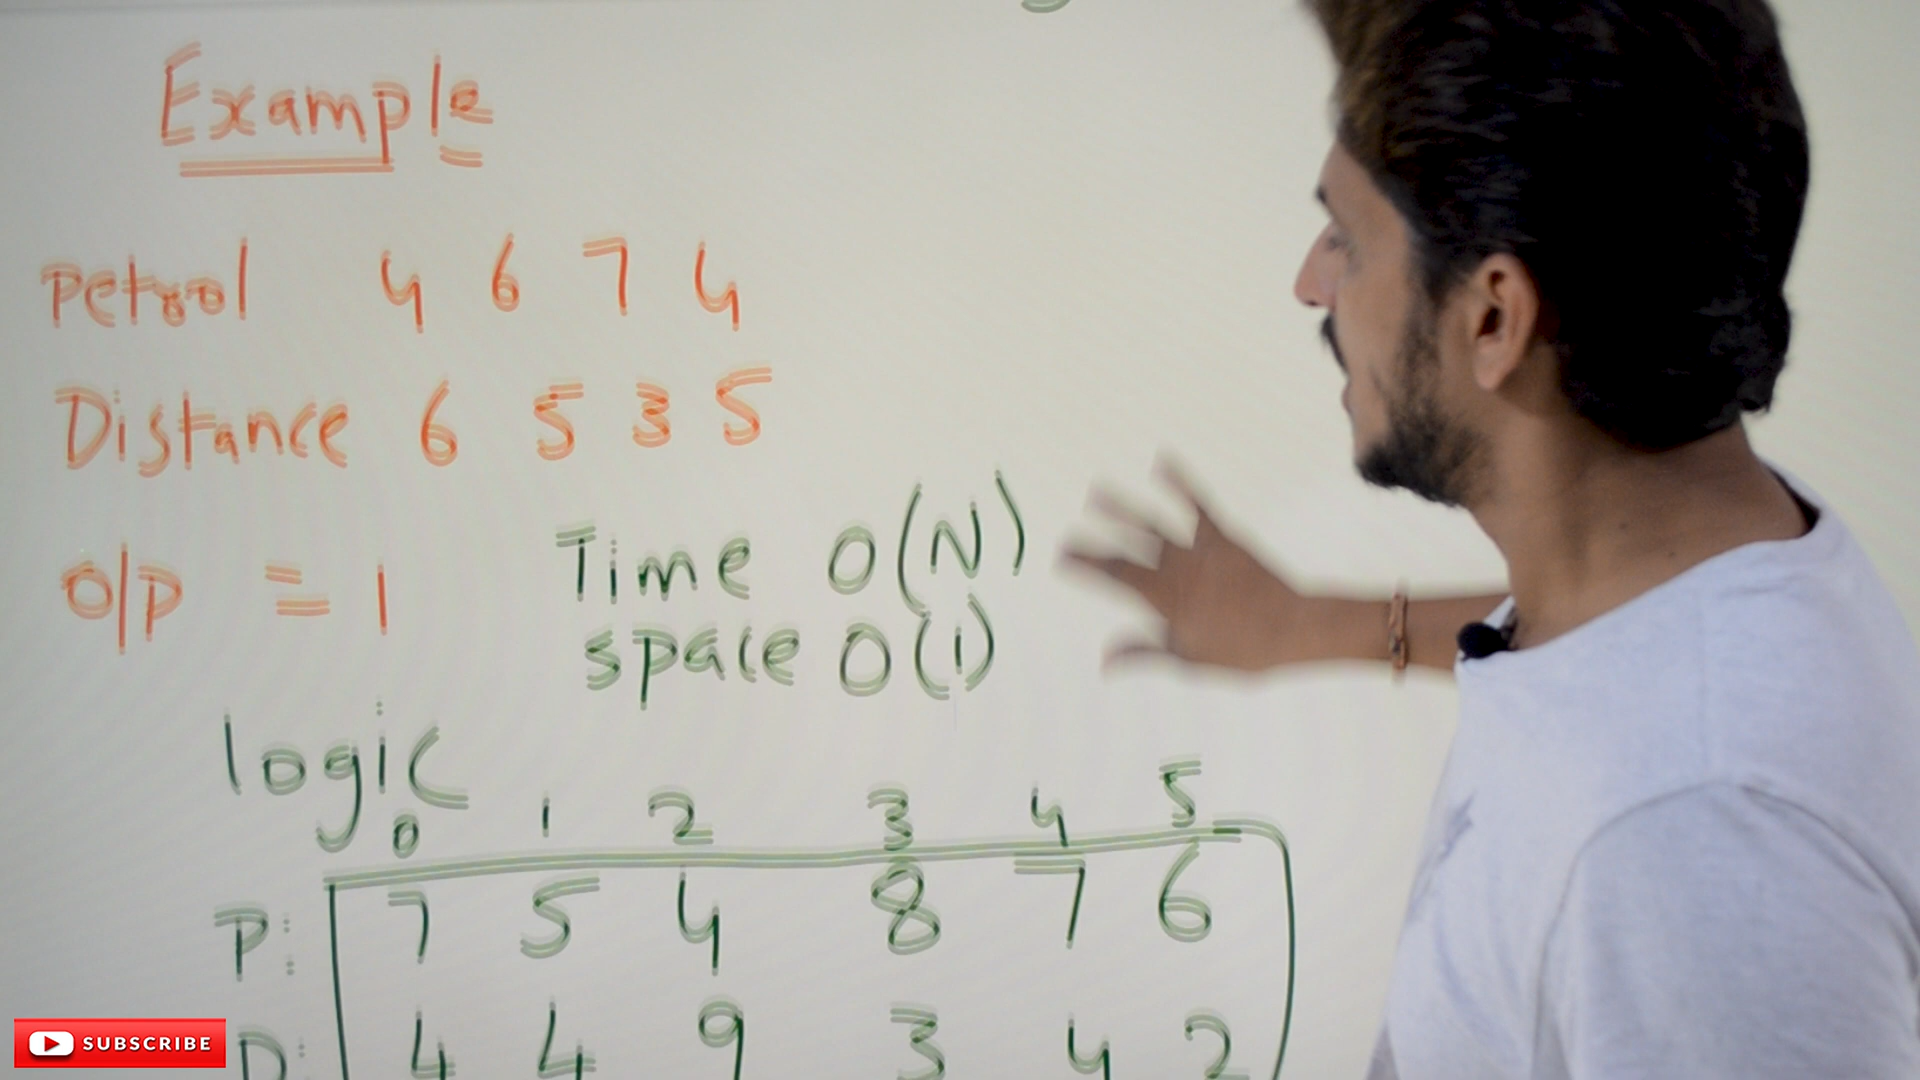 Example
Petrol 4 6 7 4
Distance 6 5 3 5
O/P = 1
Time O(N)
space O(1)
logic
0 1 2 3 4 5
P: 7 5 4 8 7 6
D: 4 4 9 3 4 2
SUBSCRIBE